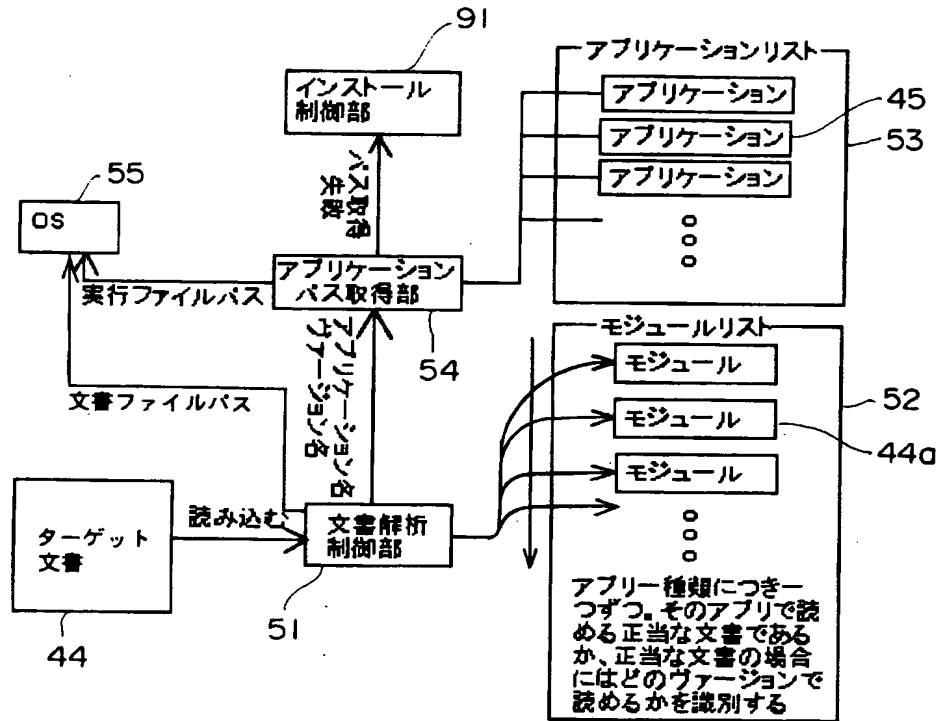 91
インストール
制御部
アプリケーションリスト
アプリケーション
45
アプリケーション
53
アプリケーション
パス取得
失敗
55
OS
アプリケーション
パス取得部
実行ファイルパス
54
アプリケーション名
ヴァージョン名
モジュールリスト
モジュール
52
モジュール
44a
モジュール
文書ファイルパス
ターゲット
文書
読み込む
文書解析
制御部
44
51
アプリ一種類につき一
つずつ。そのアプリで読
める正当な文書である
か、正当な文書の場合
にはどのヴァージョンで
読めるかを識別する